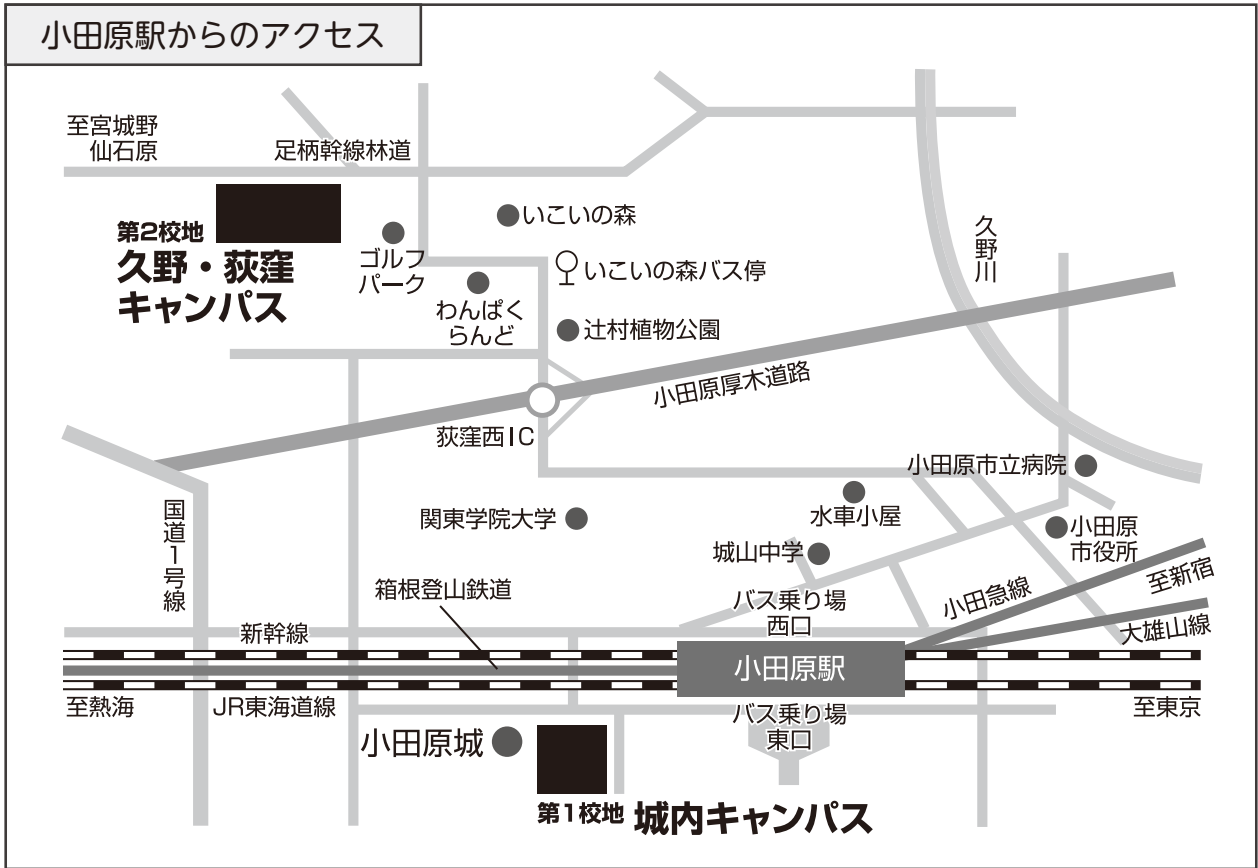 小田原駅からのアクセス
至宮城野
仙石原
足柄幹線林道
第2校地
久野・荻窪
キャンパス
ゴルフ
パーク
いこいの森
わんぱく
らんど
いこいの森バス停
辻村植物公園
久野川
小田原厚木道路
荻窪西IC
国道1号線
関東学院大学
小田原市立病院
水車小屋
城山中学
小田原
市役所
箱根登山鉄道
バス乗り場
西口
小田急線
至新宿
大雄山線
新幹線
小田原駅
至熱海
JR東海道線
バス乗り場
東口
至東京
小田原城
第1校地 城内キャンパス